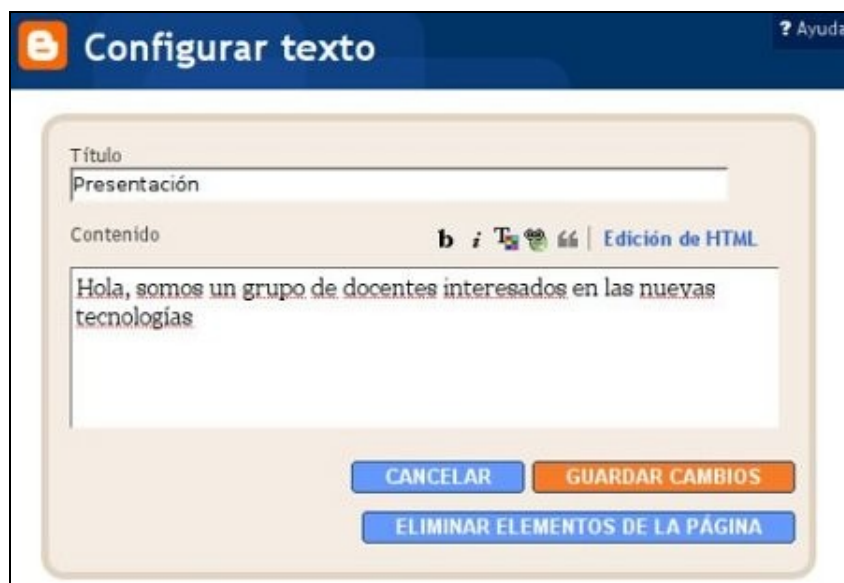 Configurar texto
? Ayuda
Título
Presentación
Contenido
b i T Edición de HTML
Hola, somos un grupo de docentes interesados en las nuevas
tecnologías
CANCELAR GUARDAR CAMBIOS
ELIMINAR ELEMENTOS DE LA PÁGINA